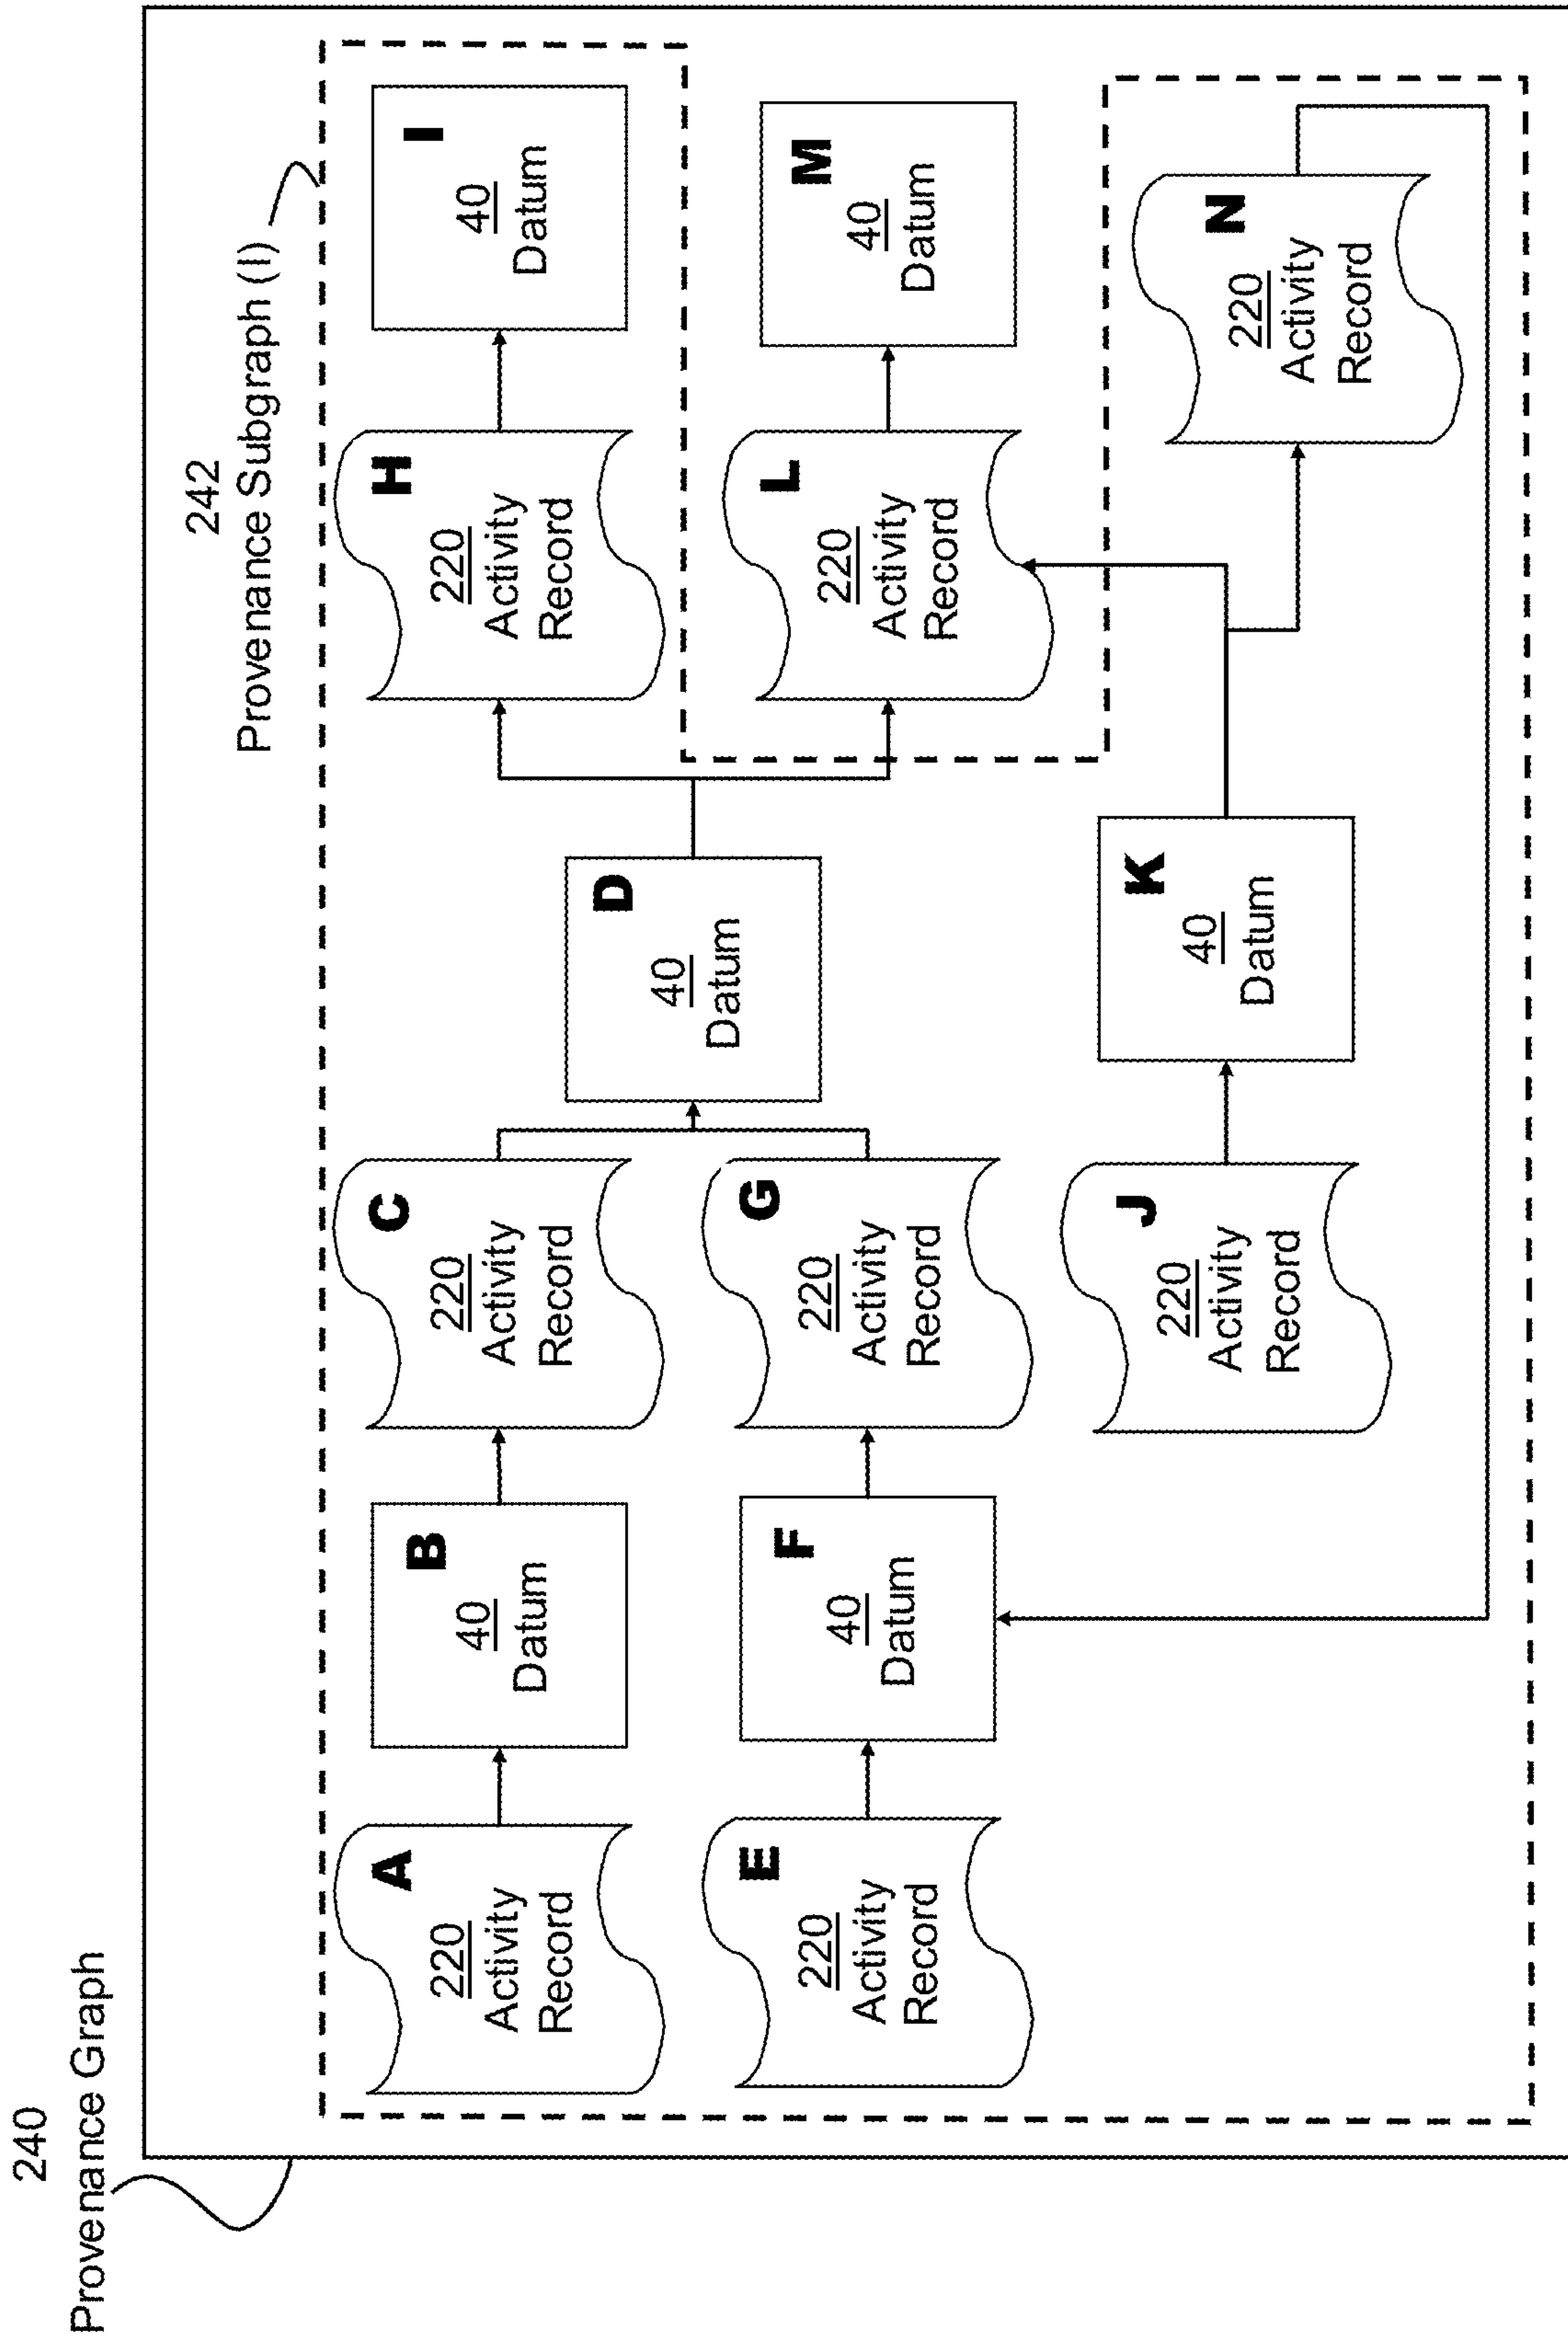 240
Provenance Graph
242
Provenance Subgraph (I)
A
220
Activity
Record
B
40
Datum
C
220
Activity
Record
D
40
Datum
H
220
Activity
Record
I
40
Datum
E
220
Activity
Record
F
40
Datum
G
220
Activity
Record
L
220
Activity
Record
M
40
Datum
J
220
Activity
Record
K
40
Datum
N
220
Activity
Record